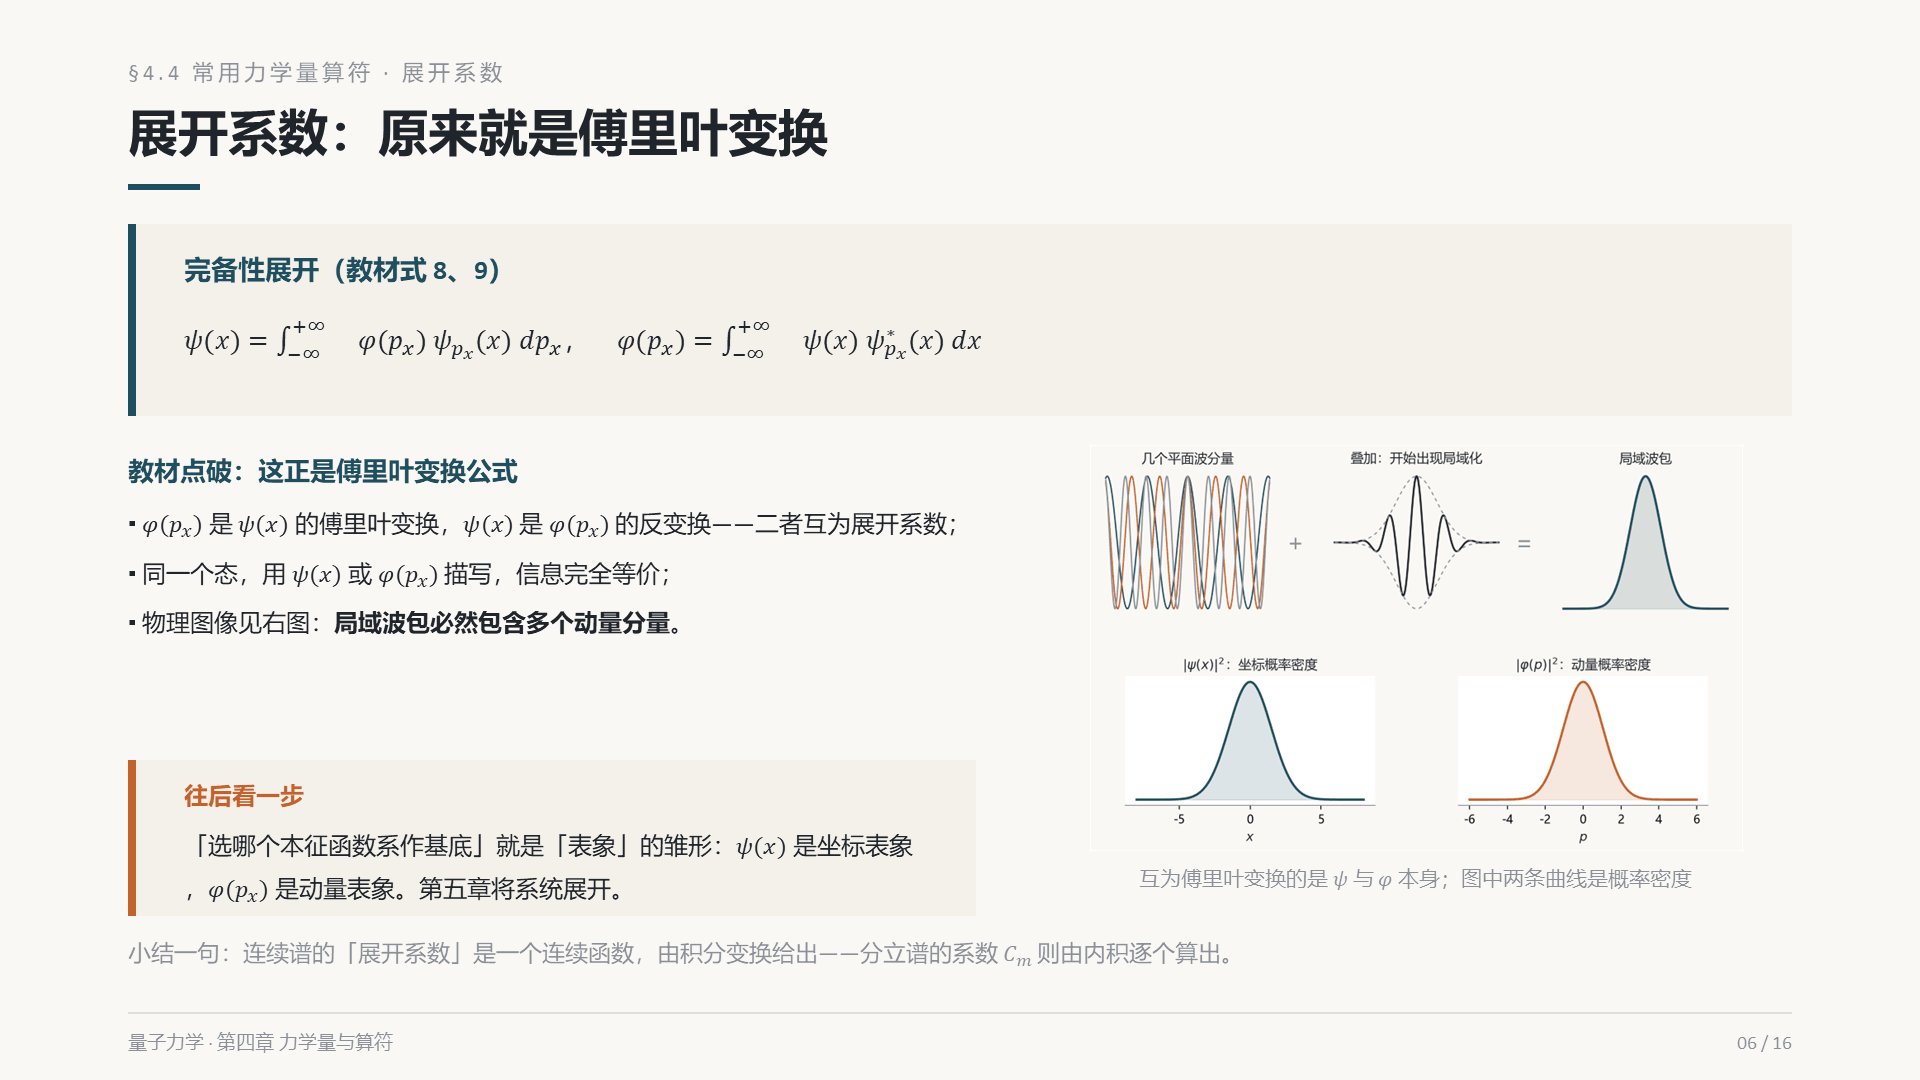 §4.4 常用力学量算符 · 展开系数
展开系数：原来就是傅里叶变换
完备性展开（教材式 8、9）
ψ(x) = ∫₋∞⁺∞ φ(pₓ) ψ_{pₓ}(x) dpₓ ,  φ(pₓ) = ∫₋∞⁺∞ ψ(x) ψ*_{pₓ}(x) dx
教材点破：这正是傅里叶变换公式
▪ φ(pₓ) 是 ψ(x) 的傅里叶变换，ψ(x) 是 φ(pₓ) 的反变换——二者互为展开系数；
▪ 同一个态，用 ψ(x) 或 φ(pₓ) 描写，信息完全等价；
▪ 物理图像见右图：局域波包必然包含多个动量分量。
几个平面波分量
叠加：开始出现局域化
局域波包
+
=
|ψ(x)|²：坐标概率密度
|φ(p)|²：动量概率密度
-5 0 5
x
-6 -4 -2 0 2 4 6
p
互为傅里叶变换的是 ψ 与 φ 本身；图中两条曲线是概率密度
往后看一步
「选哪个本征函数系作基底」就是「表象」的雏形：ψ(x) 是坐标表象
，φ(pₓ) 是动量表象。第五章将系统展开。
小结一句：连续谱的「展开系数」是一个连续函数，由积分变换给出——分立谱的系数 Cₘ 则由内积逐个算出。
量子力学 · 第四章 力学量与算符
06 / 16